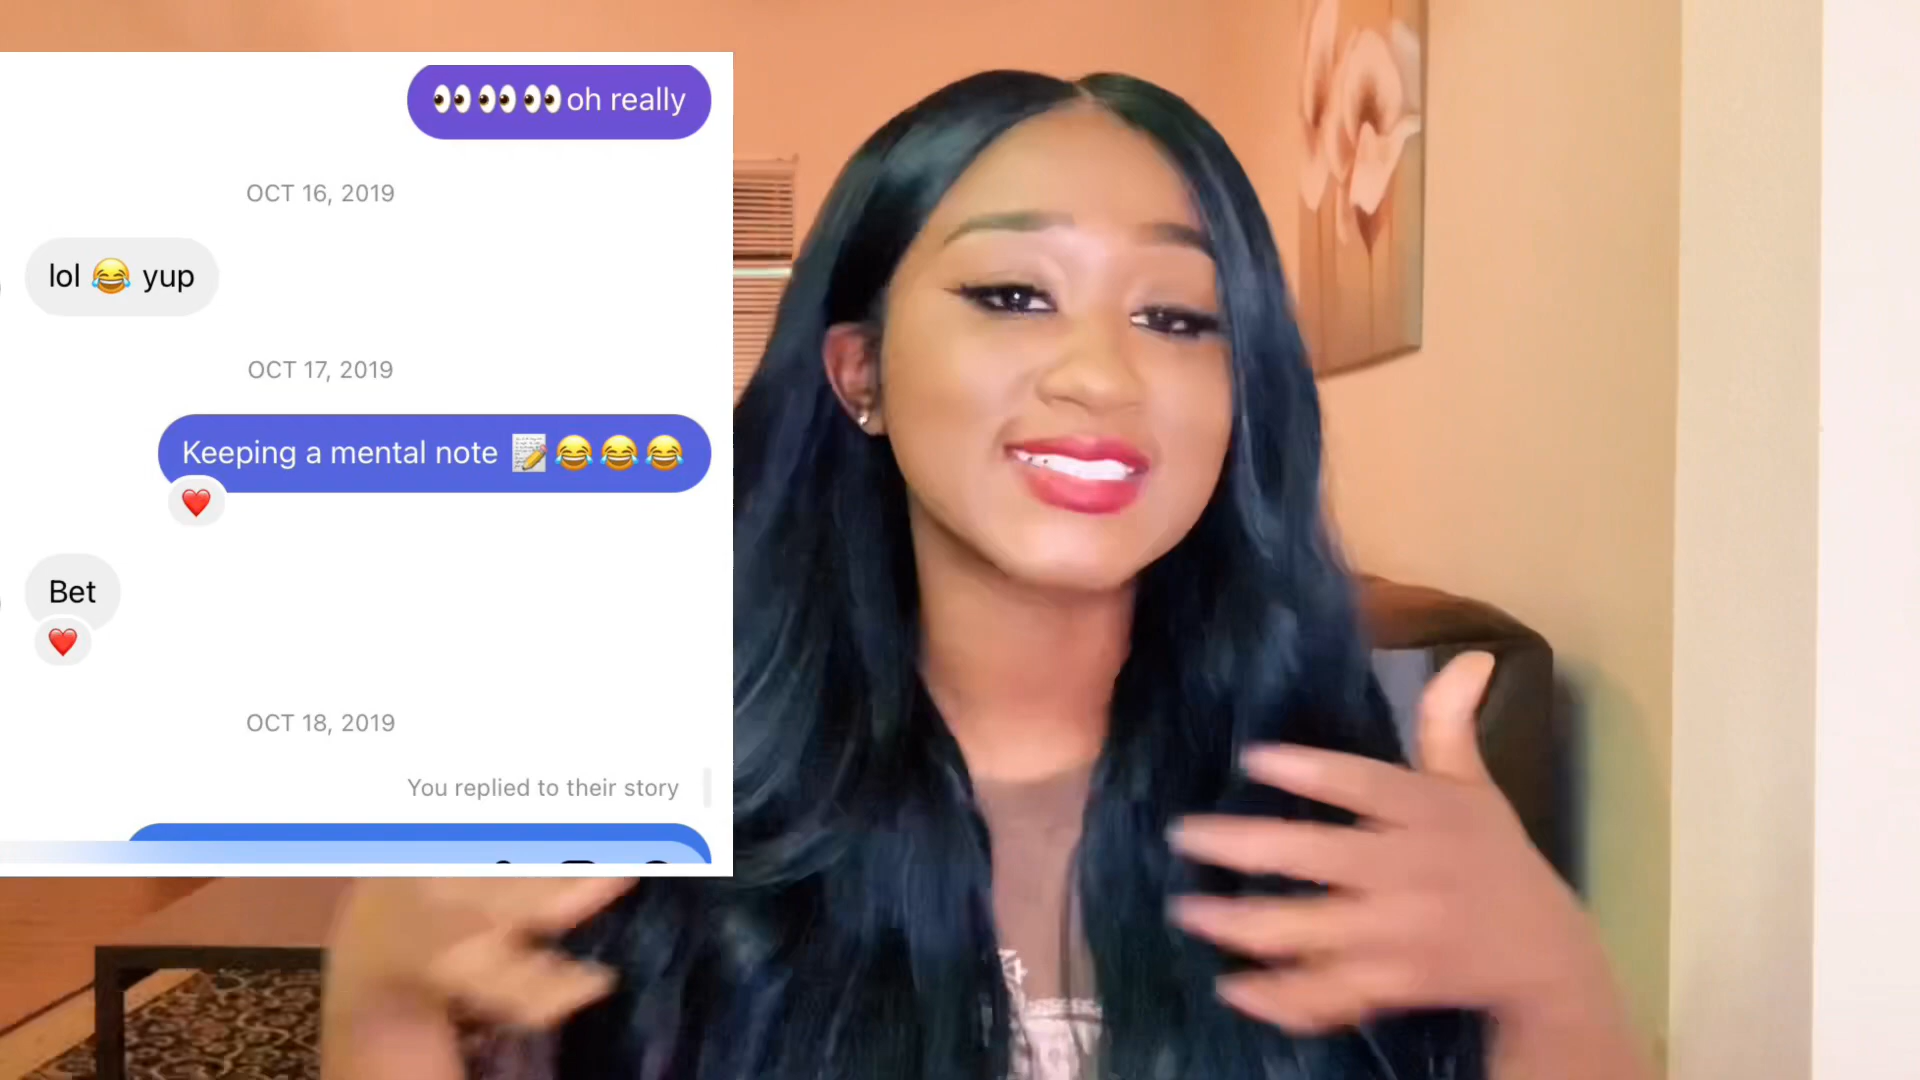 👀👀👀oh really
OCT 16, 2019
lol 😂 yup
OCT 17, 2019
Keeping a mental note 📝😂😂😂
Bet
OCT 18, 2019
You replied to their story